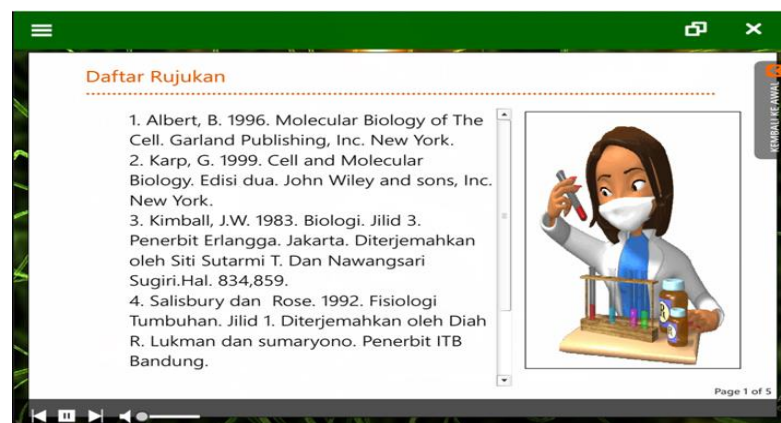 Daftar Rujukan
1. Albert, B. 1996. Molecular Biology of The
Cell. Garland Publishing, Inc. New York.
2. Karp, G. 1999. Cell and Molecular
Biology. Edisi dua. John Wiley and sons, Inc.
New York.
3. Kimball, J.W. 1983. Biologi. Jilid 3.
Penerbit Erlangga. Jakarta. Diterjemahkan
oleh Siti Sutarmi T. Dan Nawangsari
Sugiri.Hal. 834,859.
4. Salisbury dan Rose. 1992. Fisiologi
Tumbuhan. Jilid 1. Diterjemahkan oleh Diah
R. Lukman dan sumaryono. Penerbit ITB
Bandung.
KEMBALI KE AWAL
Page 1 of 5